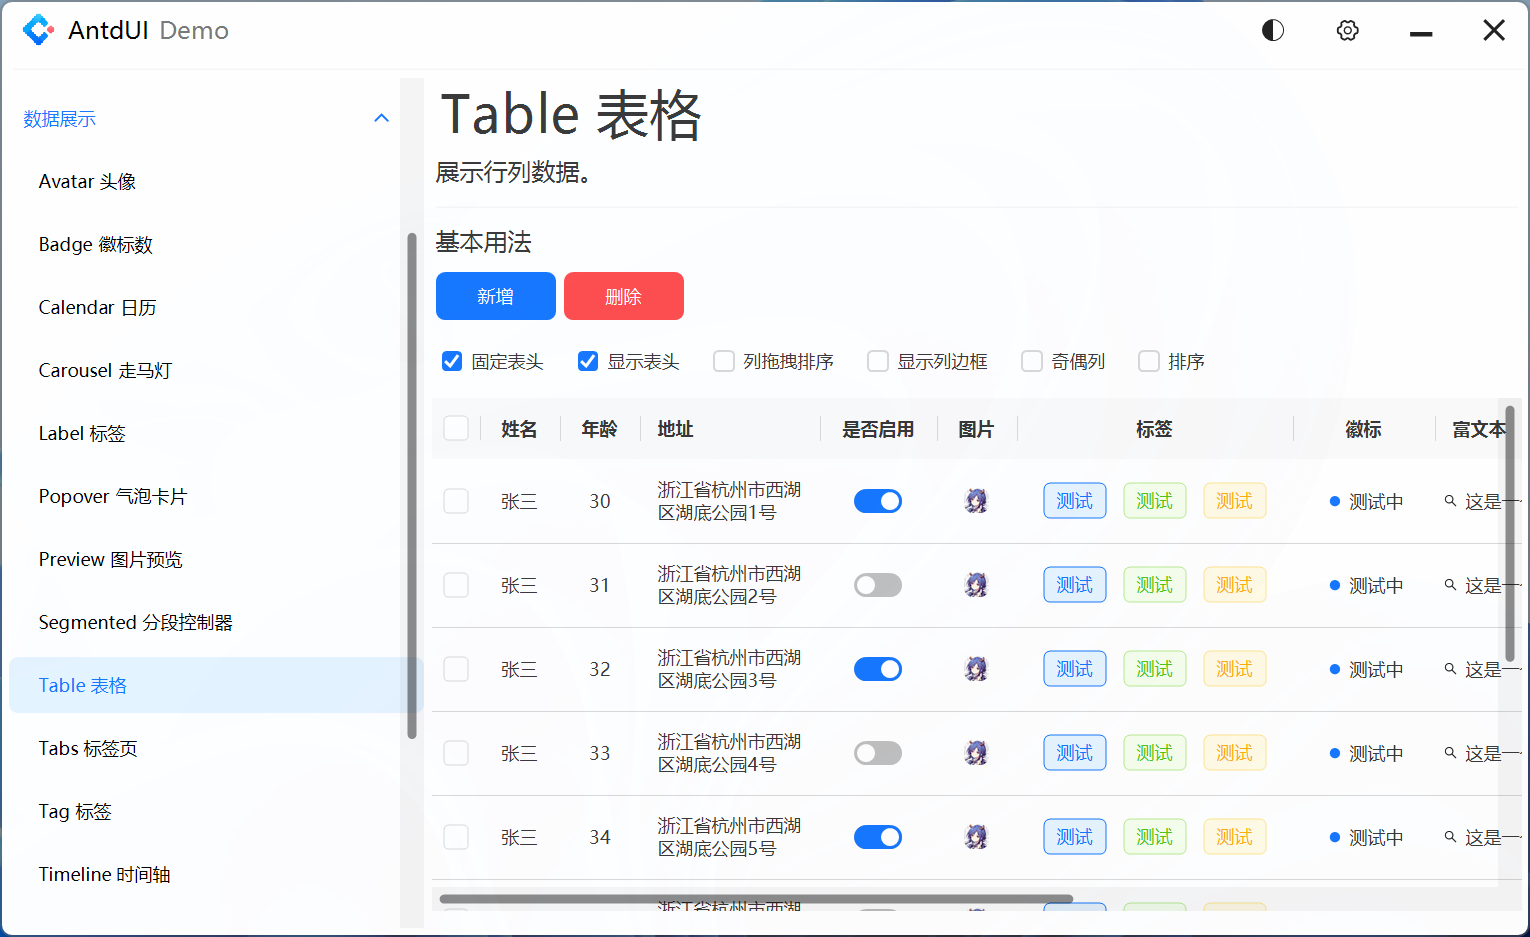 AntdUI Demo
数据展示
Avatar 头像
Badge 徽标数
Calendar 日历
Carousel 走马灯
Label 标签
Popover 气泡卡片
Preview 图片预览
Segmented 分段控制器
Table 表格
Tabs 标签页
Tag 标签
Timeline 时间轴
Table 表格
展示行列数据。
基本用法
新增 删除
固定表头 显示表头 列拖拽排序 显示列边框 奇偶列 排序
姓名 年龄 地址 是否启用 图片 标签 徽标 富文本
张三 30 浙江省杭州市西湖 测试 测试 测试 测试中 这是一
区湖底公园1号
张三 31 浙江省杭州市西湖 测试 测试 测试 测试中 这是一
区湖底公园2号
张三 32 浙江省杭州市西湖 测试 测试 测试 测试中 这是一
区湖底公园3号
张三 33 浙江省杭州市西湖 测试 测试 测试 测试中 这是一
区湖底公园4号
张三 34 浙江省杭州市西湖 测试 测试 测试 测试中 这是一
区湖底公园5号
浙江省杭州市西湖